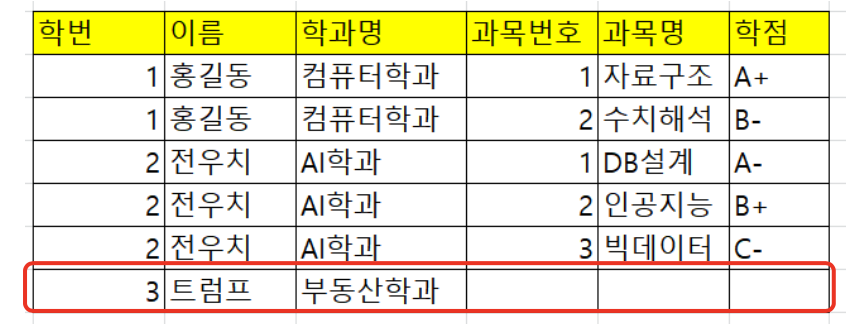 학번 이름 학과명 과목번호 과목명 학점
1 홍길동 컴퓨터학과 1 자료구조 A+
1 홍길동 컴퓨터학과 2 수치해석 B-
2 전우치 AI학과 1 DB설계 A-
2 전우치 AI학과 2 인공지능 B+
2 전우치 AI학과 3 빅데이터 C-
3 트럼프 부동산학과